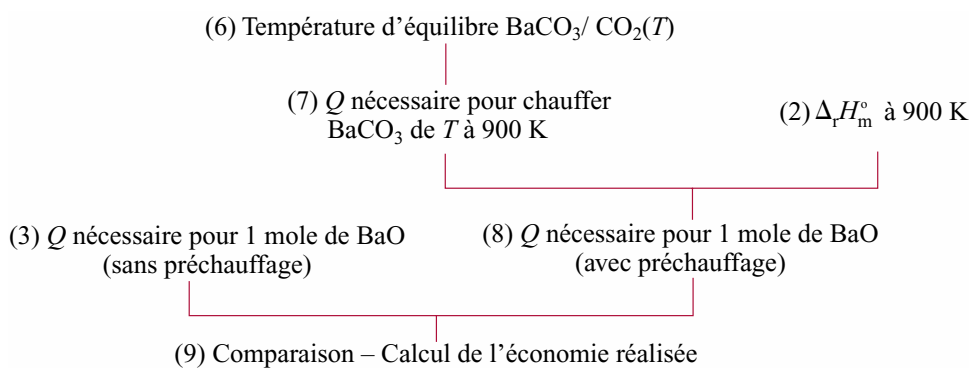 (6) Température d’équilibre BaCO₃/ CO₂(T)
(7) Q nécessaire pour chauffer
BaCO₃ de T à 900 K
(2) ΔᵣH°ₘ à 900 K
(3) Q nécessaire pour 1 mole de BaO
(sans préchauffage)
(8) Q nécessaire pour 1 mole de BaO
(avec préchauffage)
(9) Comparaison – Calcul de l’économie réalisée